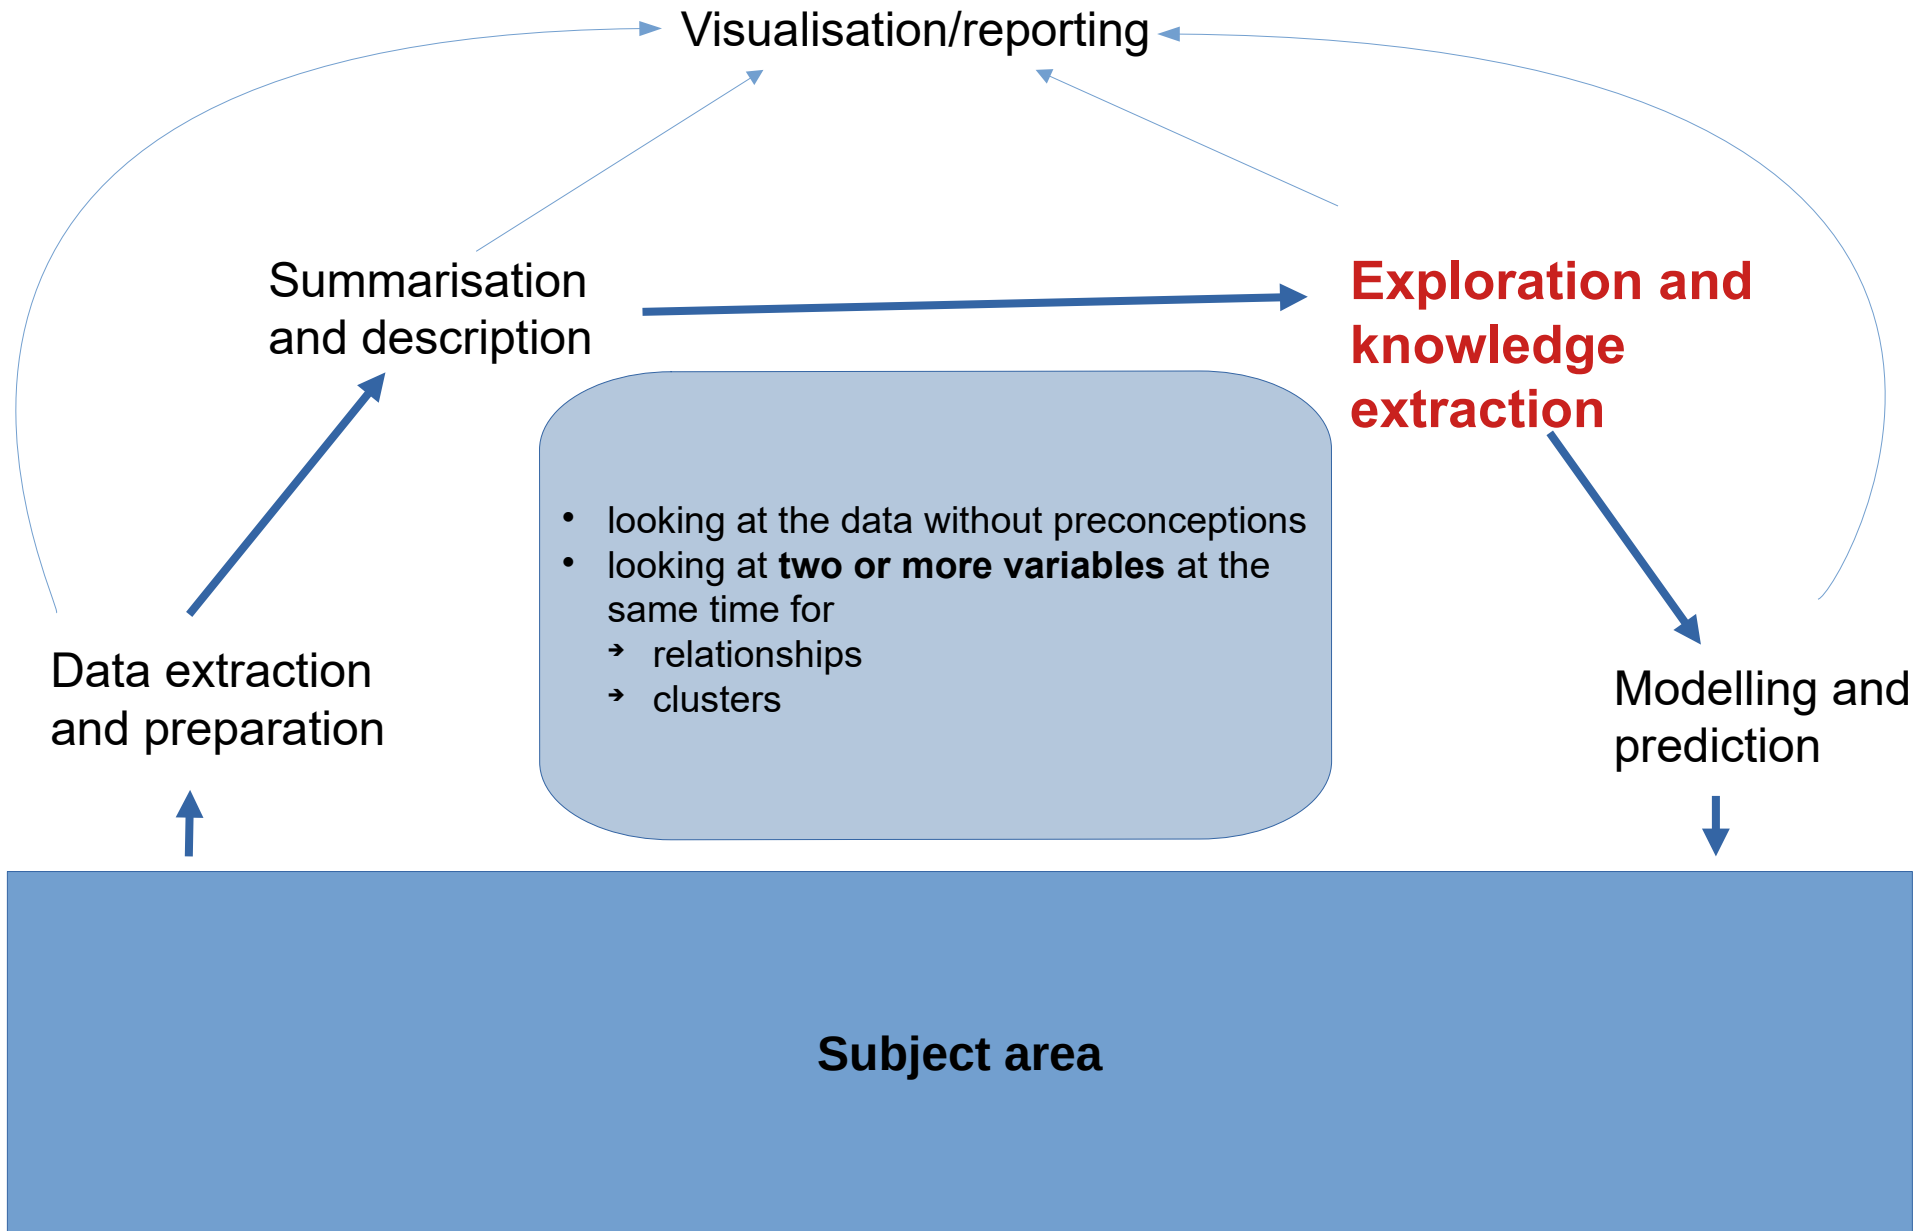 Visualisation/reporting
Summarisation
and description
Exploration and
knowledge
extraction
• looking at the data without preconceptions
• looking at two or more variables at the
same time for
➔ relationships
➔ clusters
Data extraction
and preparation
Modelling and
prediction
Subject area